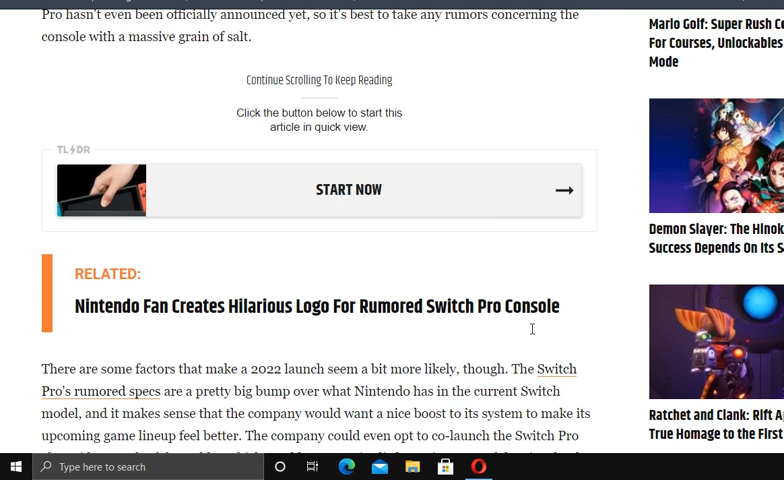 Pro hasn't even been officially announced yet, so it's best to take any rumors concerning the
console with a massive grain of salt.
Continue Scrolling To Keep Reading
Click the button below to start this
article in quick view.
TL DR
START NOW
RELATED:
Nintendo Fan Creates Hilarious Logo For Rumored Switch Pro Console
There are some factors that make a 2022 launch seem a bit more likely, though. The Switch
Pro's rumored specs are a pretty big bump over what Nintendo has in the current Switch
model, and it makes sense that the company would want a nice boost to its system to make its
upcoming game lineup feel better. The company could even opt to co-launch the Switch Pro
Mario Golf: Super Rush
For Courses, Unlockables
Mode
Demon Slayer: The Hinok
Success Depends On Its S
Ratchet and Clank: Rift A
True Homage to the First
Type here to search